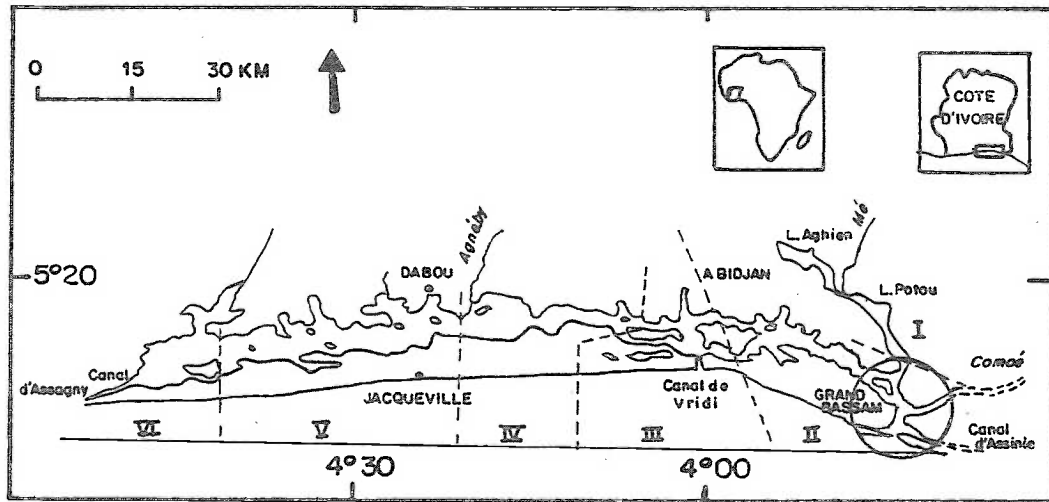 0 15 30 KM
COTE
D'IVOIRE
Agnéby
Mé
L. Aghien
5°20
DABOU
ABIDJAN
L. Potou
I
Comoé
Canal
d'Assagny
JACQUEVILLE
Canal de
Vridi
GRAND
BASSAM
Canal
d'Assinie
VI V IV III II
4°30 4°00